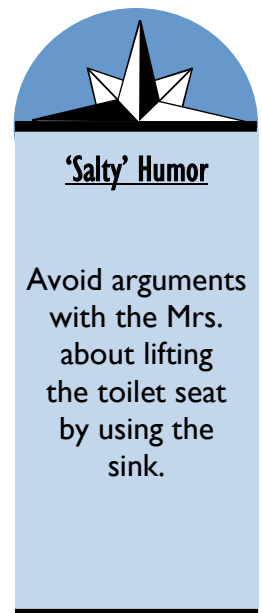 ‘Salty’ Humor
Avoid arguments
with the Mrs.
about lifting
the toilet seat
by using the
sink.